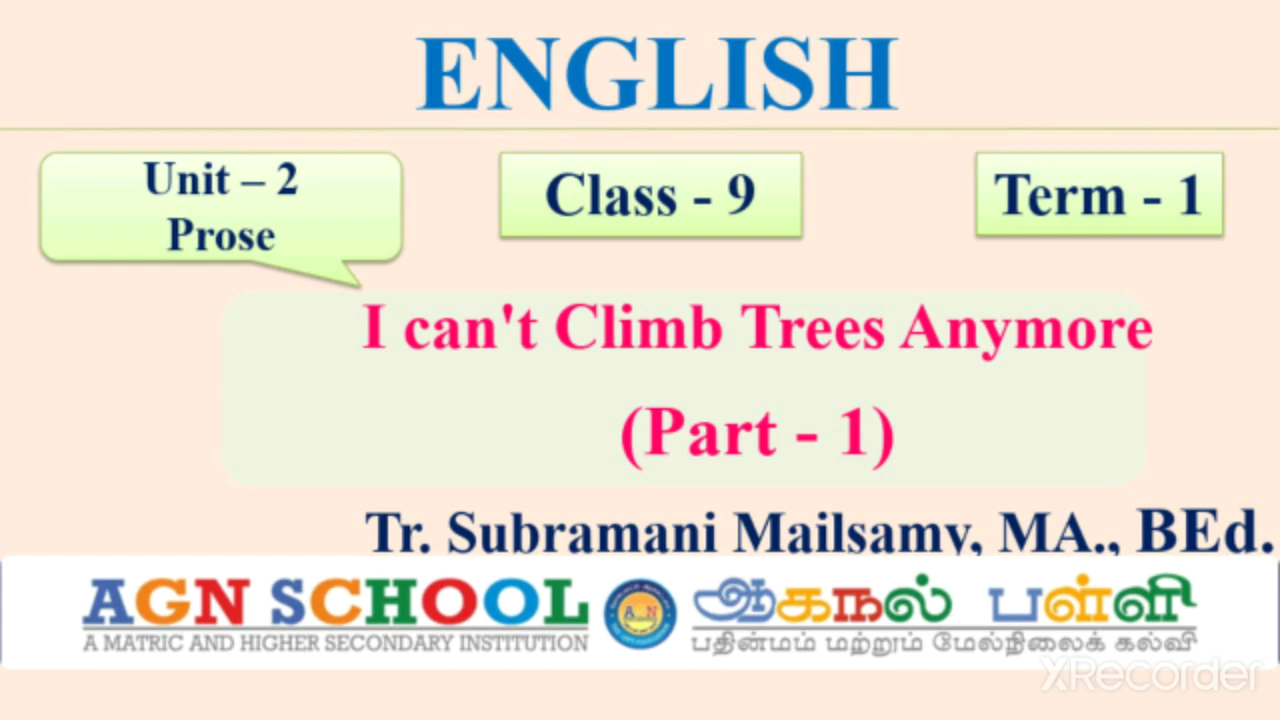 ENGLISH
Unit – 2
Prose
Class - 9
Term - 1
I can't Climb Trees Anymore
(Part - 1)
Tr. Subramani Mailsamy, MA., BEd.
AGN SCHOOL
A MATRIC AND HIGHER SECONDARY INSTITUTION
AGN
அகநல் பள்ளி
பதின்மம் மற்றும் மேல்நிலைக் கல்வி
XRecorder